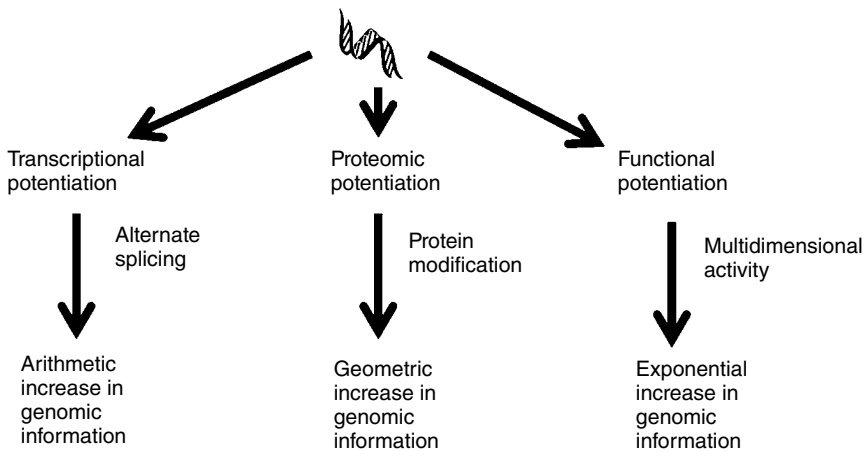 Transcriptional
potentiation
Proteomic
potentiation
Functional
potentiation
Alternate
splicing
Protein
modification
Multidimensional
activity
Arithmetic
increase in
genomic
information
Geometric
increase in
genomic
information
Exponential
increase in
genomic
information